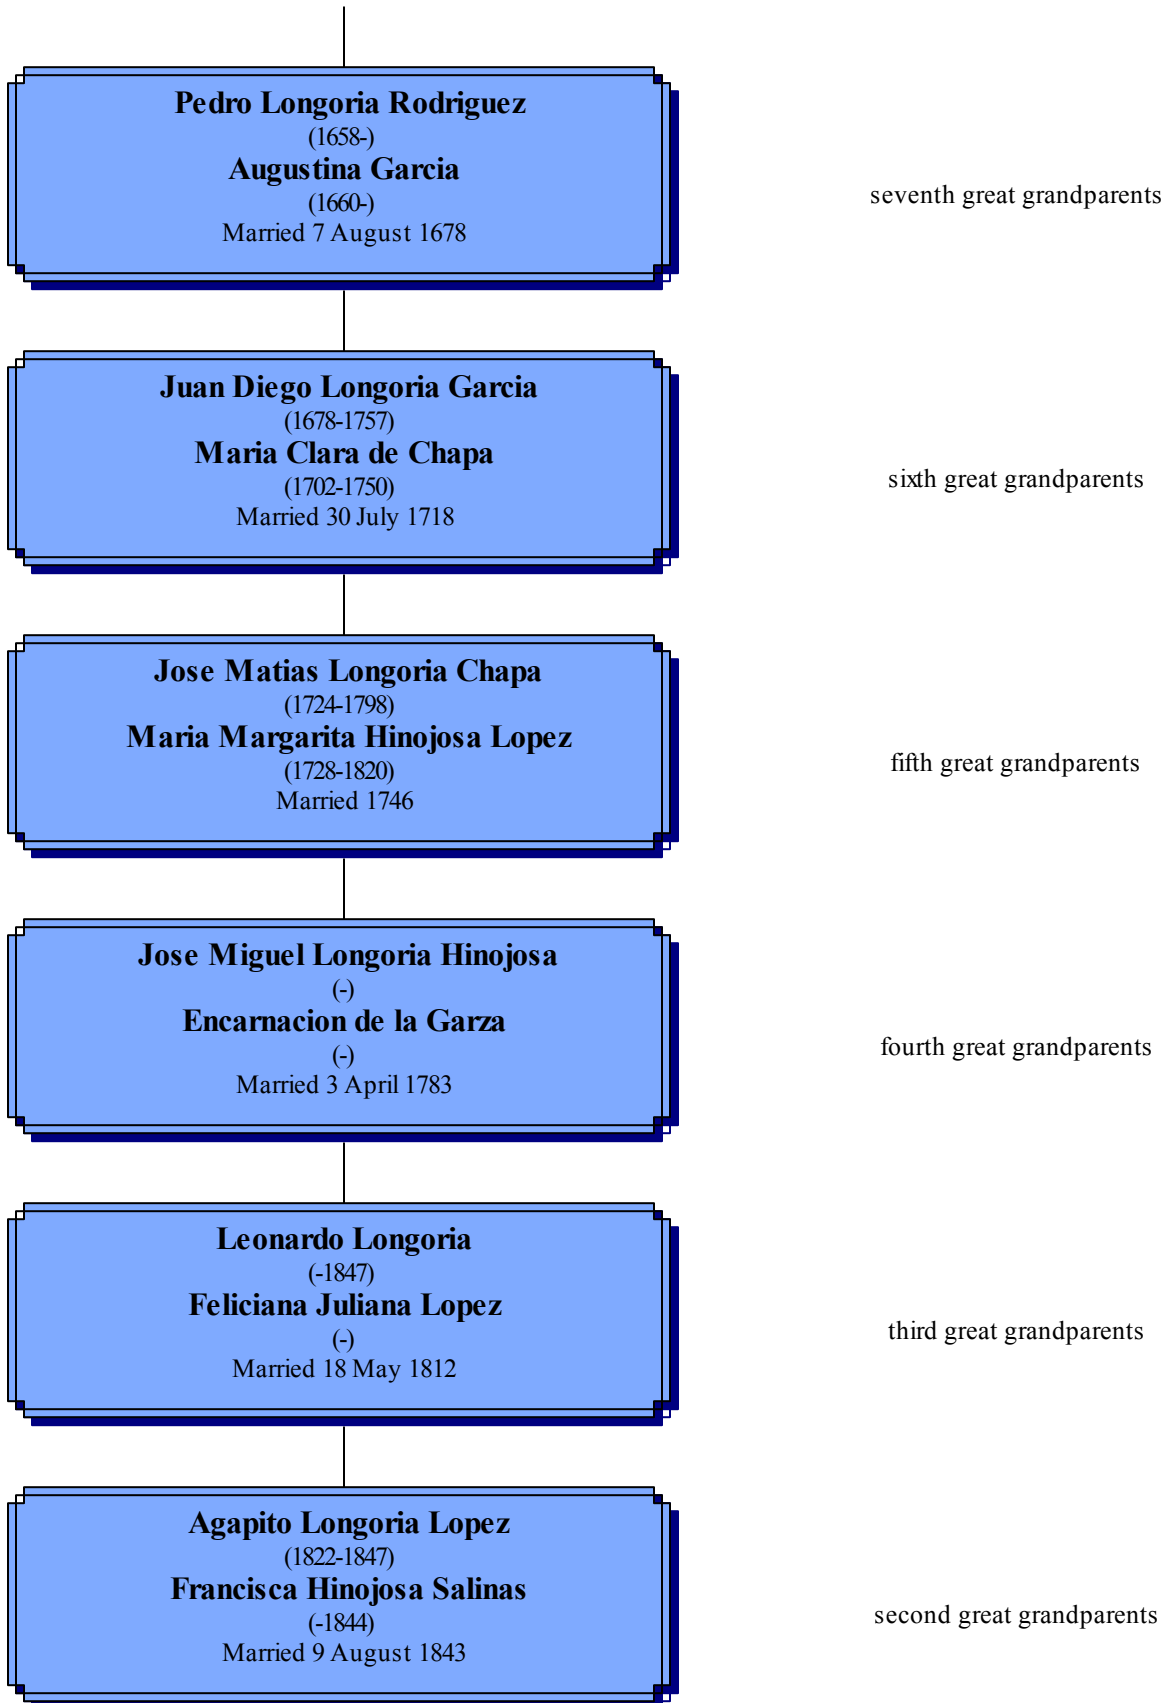 Pedro Longoria Rodriguez
(1658-)
Augustina Garcia
(1660-)
Married 7 August 1678
seventh great grandparents
Juan Diego Longoria Garcia
(1678-1757)
Maria Clara de Chapa
(1702-1750)
Married 30 July 1718
sixth great grandparents
Jose Matias Longoria Chapa
(1724-1798)
Maria Margarita Hinojosa Lopez
(1728-1820)
Married 1746
fifth great grandparents
Jose Miguel Longoria Hinojosa
(-)
Encarnacion de la Garza
(-)
Married 3 April 1783
fourth great grandparents
Leonardo Longoria
(-1847)
Feliciana Juliana Lopez
(-)
Married 18 May 1812
third great grandparents
Agapito Longoria Lopez
(1822-1847)
Francisca Hinojosa Salinas
(-1844)
Married 9 August 1843
second great grandparents